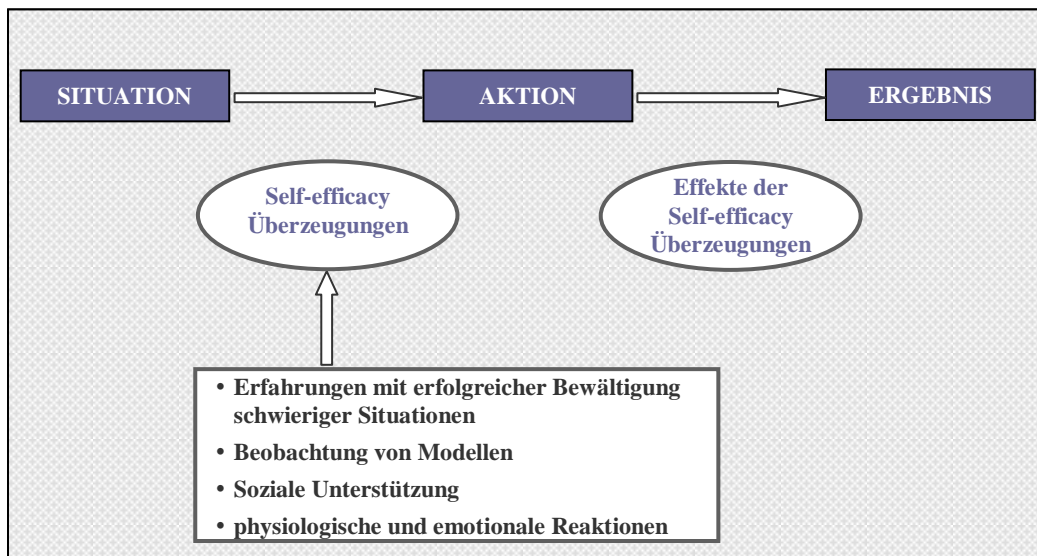 SITUATION
AKTION
ERGEBNIS
Self-efficacy
Überzeugungen
Effekte der
Self-efficacy
Überzeugungen
• Erfahrungen mit erfolgreicher Bewältigung
schwieriger Situationen
• Beobachtung von Modellen
• Soziale Unterstützung
• physiologische und emotionale Reaktionen